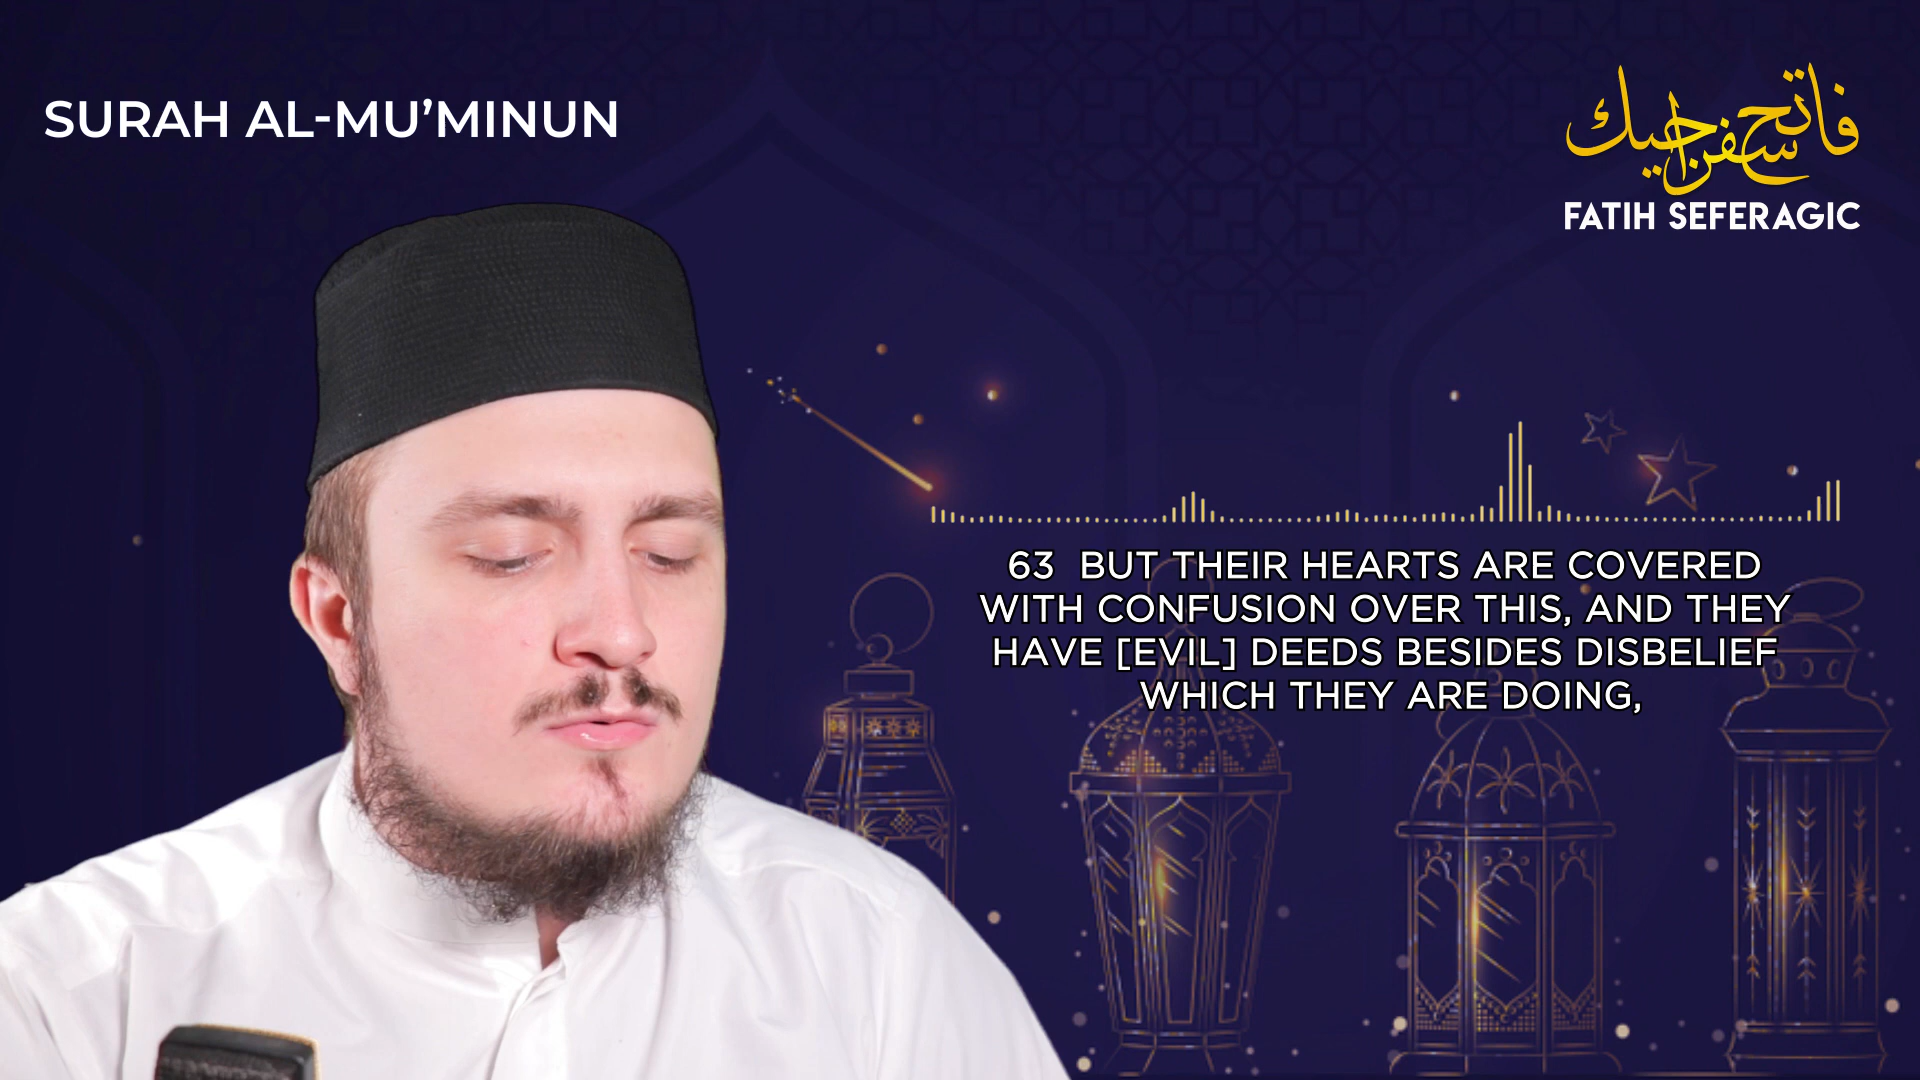 SURAH AL-MU’MINUN
فاتح سفراجيك
FATIH SEFERAGIC
63 BUT THEIR HEARTS ARE COVERED
WITH CONFUSION OVER THIS, AND THEY
HAVE [EVIL] DEEDS BESIDES DISBELIEF
WHICH THEY ARE DOING,